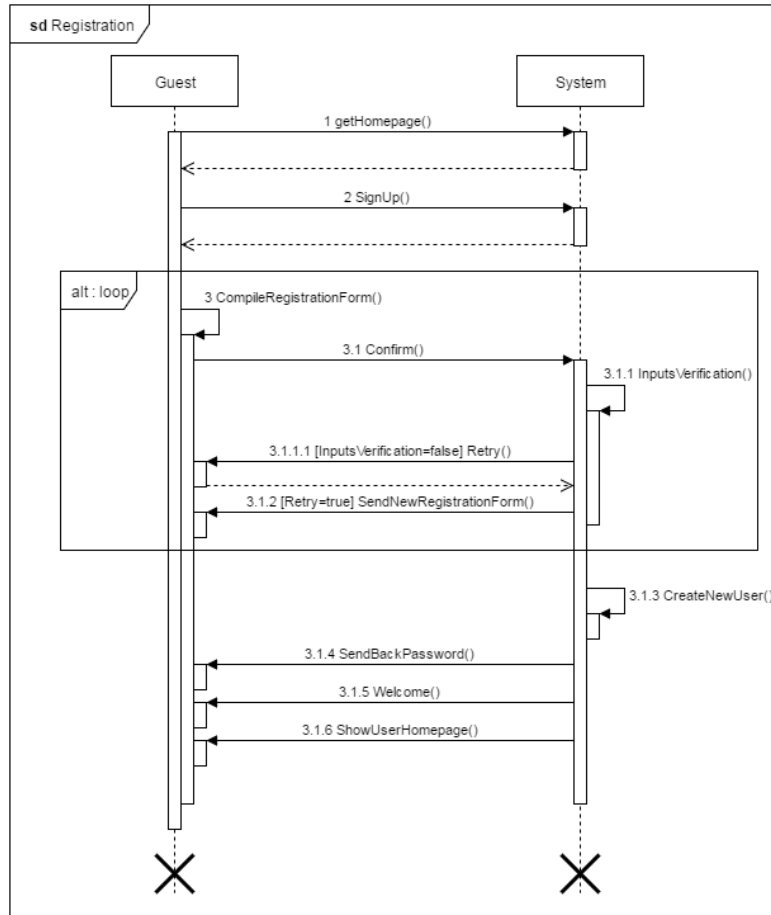 sd Registration
Guest
System
1 getHomepage()
2 SignUp()
alt : loop
3 CompileRegistrationForm()
3.1 Confirm()
3.1.1 InputsVerification()
3.1.1.1 [InputsVerification=false] Retry()
3.1.2 [Retry=true] SendNewRegistrationForm()
3.1.3 CreateNewUser()
3.1.4 SendBackPassword()
3.1.5 Welcome()
3.1.6 ShowUserHomepage()